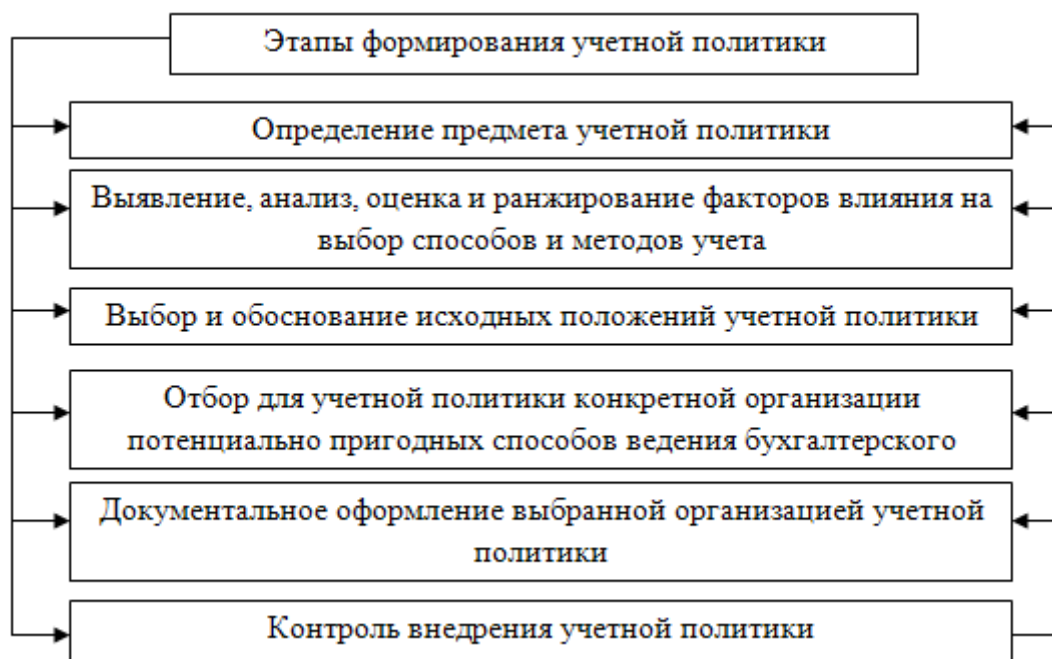 Этапы формирования учетной политики
Определение предмета учетной политики
Выявление, анализ, оценка и ранжирование факторов влияния на
выбор способов и методов учета
Выбор и обоснование исходных положений учетной политики
Отбор для учетной политики конкретной организации
потенциально пригодных способов ведения бухгалтерского
Документальное оформление выбранной организацией учетной
политики
Контроль внедрения учетной политики